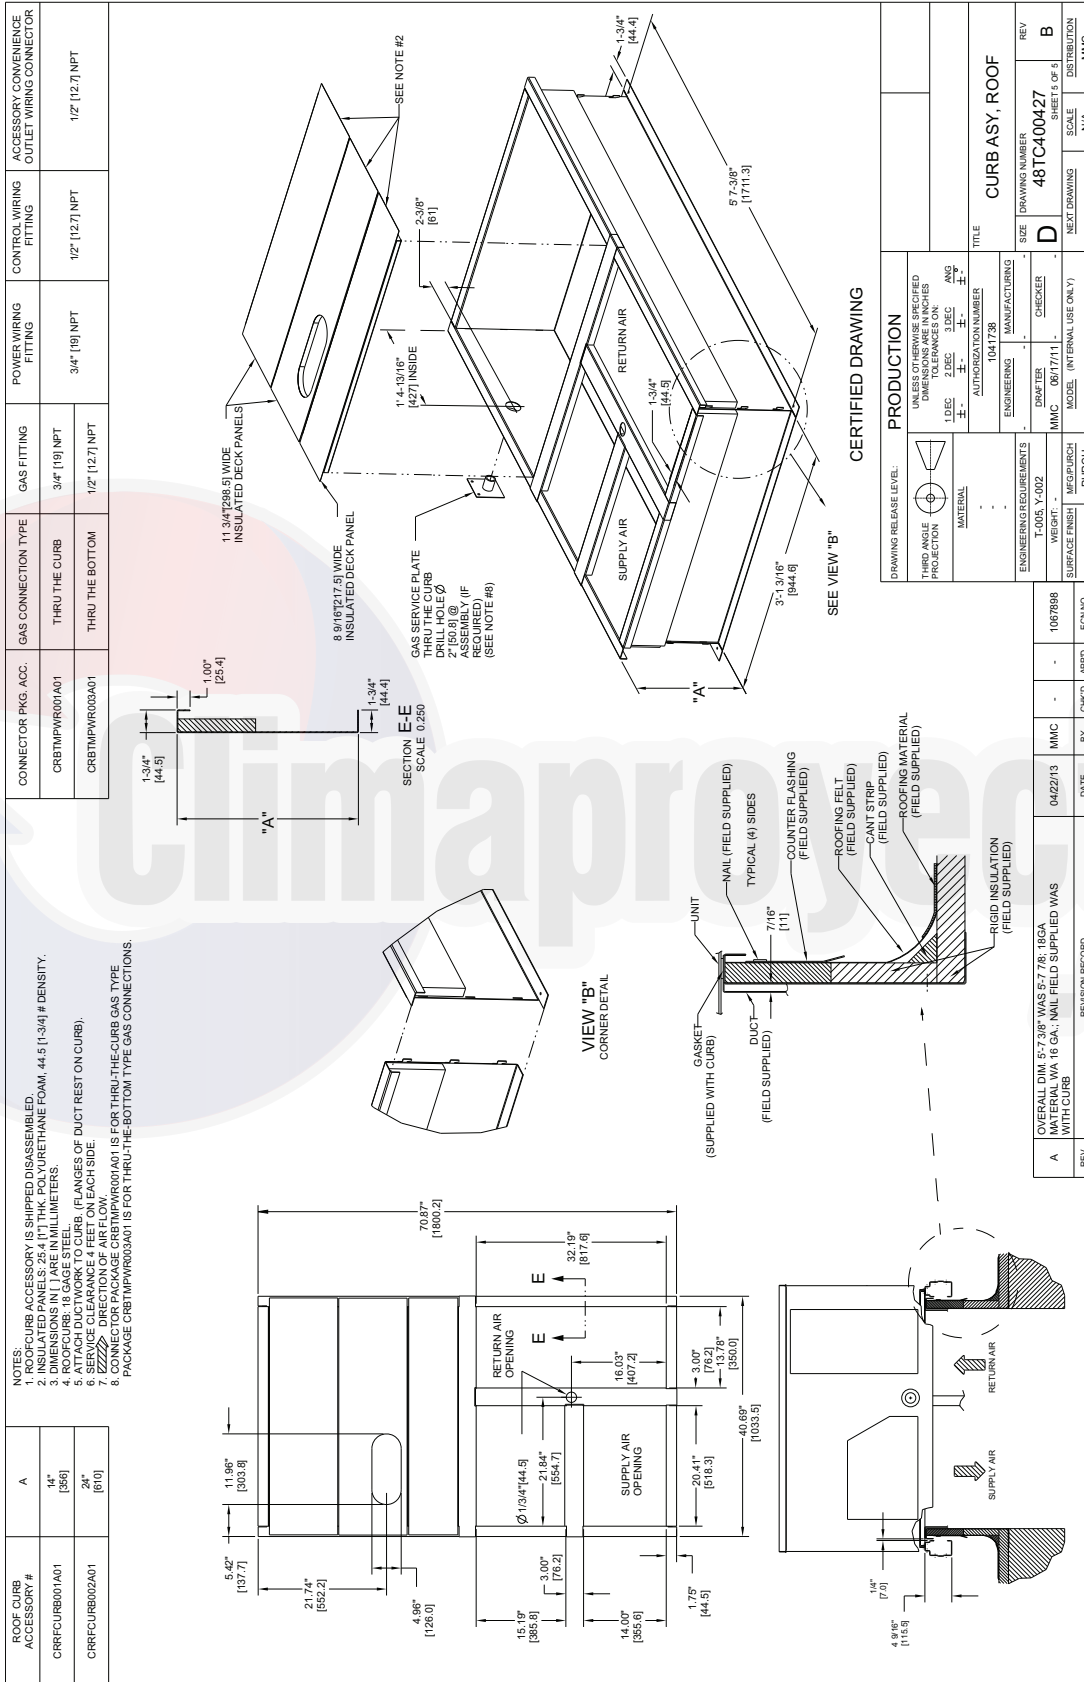 ROOF CURB
ACCESSORY #
A
CRRFCURB001A01
14"
[356]
CRRFCURB002A01
24"
[610]
NOTES:
1. ROOFCURB ACCESSORY IS SHIPPED DISASSEMBLED.
2. INSULATED PANELS: 25.4 [1"] THK. POLYURETHANE FOAM, 44.5 [1-3/4] # DENSITY.
3. DIMENSIONS IN [ ] ARE IN MILLIMETERS.
4. ROOFCURB: 18 GAGE STEEL.
5. ATTACH DUCTWORK TO CURB. (FLANGES OF DUCT REST ON CURB).
6. SERVICE CLEARANCE 4 FEET ON EACH SIDE.
7. DIRECTION OF AIR FLOW.
8. CONNECTOR PACKAGE CRBTMPWR001A01 IS FOR THRU-THE-CURB GAS TYPE
PACKAGE CRBTMPWR003A01 IS FOR THRU-THE-BOTTOM TYPE GAS CONNECTIONS.
CONNECTOR PKG. ACC.
GAS CONNECTION TYPE
GAS FITTING
POWER WIRING
FITTING
CONTROL WIRING
FITTING
ACCESSORY CONVENIENCE
OUTLET WIRING CONNECTOR
CRBTMPWR001A01
THRU THE CURB
3/4" [19] NPT
3/4" [19] NPT
1/2" [12.7] NPT
1/2" [12.7] NPT
CRBTMPWR003A01
THRU THE BOTTOM
1/2" [12.7] NPT
5.42"
[137.7]
11.96"
[303.8]
21.74"
[552.2]
4.96"
[126.0]
70.87"
[1800.2]
RETURN AIR
OPENING
E
E
32.19"
[817.6]
Ø1/3/4"[44.5]
21.84"
[554.7]
16.03"
[407.2]
3.00"
[76.2]
15.19"
[385.8]
14.00"
[355.6]
1.75"
[44.5]
SUPPLY AIR
OPENING
3.00"
[76.2]
13.78"
[350.0]
20.41"
[518.3]
40.69"
[1033.5]
VIEW "B"
CORNER DETAIL
1-3/4"
[44.5]
"A"
1.00"
[25.4]
1-3/4"
[44.4]
SECTION E-E
SCALE 0.250
11 3/4"[298.5] WIDE
INSULATED DECK PANELS
8 9/16"[217.5] WIDE
INSULATED DECK PANEL
SEE NOTE #2
GAS SERVICE PLATE
THRU THE CURB
DRILL HOLE Ø
2" [50.8] @
ASSEMBLY (IF
REQUIRED)
(SEE NOTE #8)
1' 4-13/16"
[427] INSIDE
2-3/8"
[61]
1-3/4"
[44.4]
5' 7-3/8"
[1711.3]
RETURN AIR
SUPPLY AIR
1-3/4"
[44.5]
"A"
3'-1 3/16"
[944.6]
SEE VIEW "B"
CERTIFIED DRAWING
UNIT
GASKET
(SUPPLIED WITH CURB)
NAIL (FIELD SUPPLIED)
TYPICAL (4) SIDES
DUCT
(FIELD SUPPLIED)
7/16"
[11]
COUNTER FLASHING
(FIELD SUPPLIED)
ROOFING FELT
(FIELD SUPPLIED)
CANT STRIP
(FIELD SUPPLIED)
ROOFING MATERIAL
(FIELD SUPPLIED)
RIGID INSULATION
(FIELD SUPPLIED)
SUPPLY AIR
RETURN AIR
1/4"
[7.0]
4 9/16"
[115.5]
A
OVERALL DIM. 5'-7 3/8" WAS 5'-7 7/8; 18GA
MATERIAL WA 16 GA.; NAIL FIELD SUPPLIED WAS
WITH CURB
04/22/13
MMC
-
-
1067898
REV
REVISION RECORD
DATE
BY
CHK'D
APP'D
ECN NO.
DRAWING RELEASE LEVEL:
PRODUCTION
THIRD ANGLE
PROJECTION
UNLESS OTHERWISE SPECIFIED
DIMENSIONS ARE IN INCHES
TOLERANCES ON:
1 DEC
2 DEC
3 DEC
ANG
± -
± -
± -
± - °
MATERIAL
-
-
-
AUTHORIZATION NUMBER
1041738
TITLE
CURB ASY, ROOF
ENGINEERING
MANUFACTURING
-
-
-
ENGINEERING REQUIREMENTS
T-005, Y-002
DRAFTER
CHECKER
MMC
06/17/11
-
-
WEIGHT: -
SIZE
D
DRAWING NUMBER
48TC400427
SHEET 5 OF 5
REV
B
SURFACE FINISH
MFG/PURCH
PURCH
MODEL (INTERNAL USE ONLY)
NEXT DRAWING
SCALE
N/A
DISTRIBUTION
MMC
Climaproyec